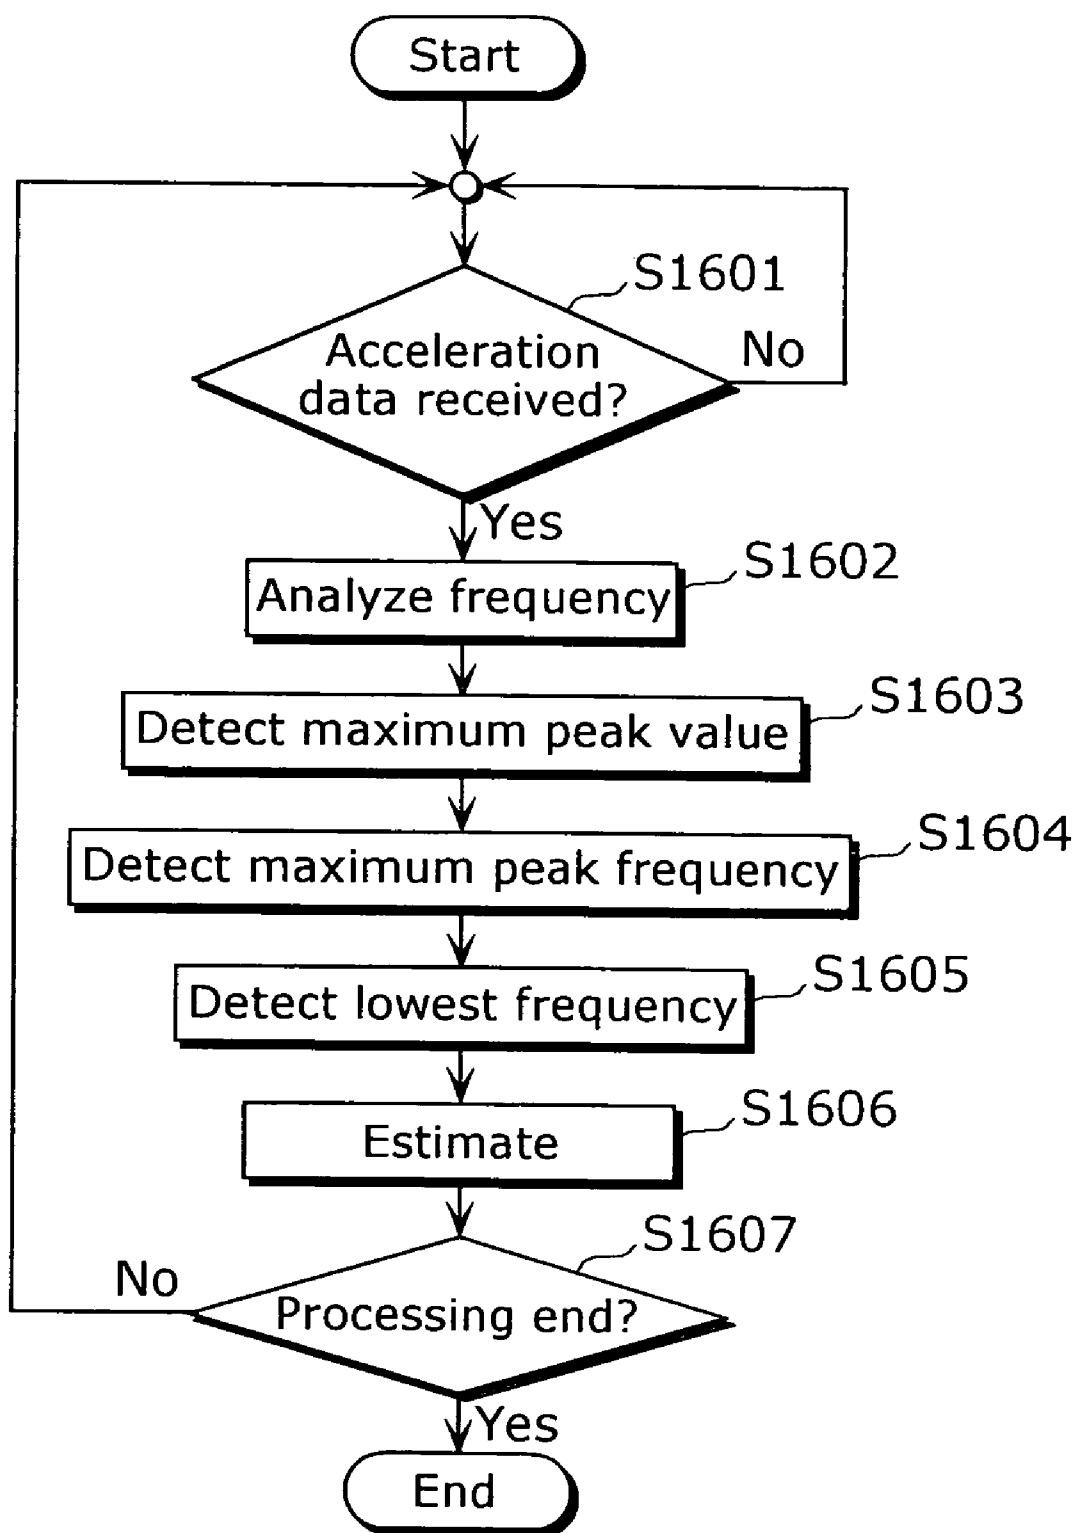 Start
S1601
Acceleration
data received?
No
Yes
S1602
Analyze frequency
S1603
Detect maximum peak value
S1604
Detect maximum peak frequency
S1605
Detect lowest frequency
S1606
Estimate
S1607
No
Processing end?
Yes
End